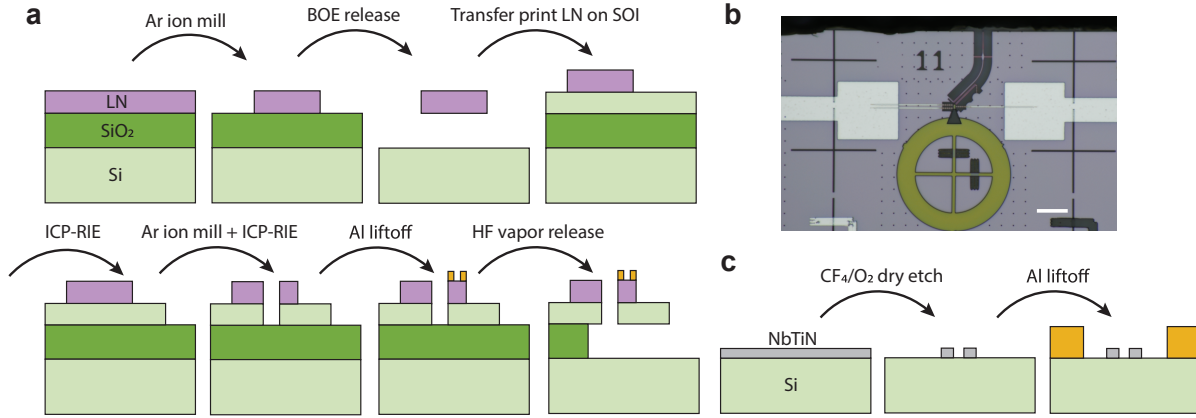 a
Ar ion mill
BOE release
Transfer print LN on SOI
LN
SiO₂
Si
b
11
ICP-RIE
Ar ion mill + ICP-RIE
Al liftoff
HF vapor release
c
CF₄/O₂ dry etch
Al liftoff
NbTiN
Si